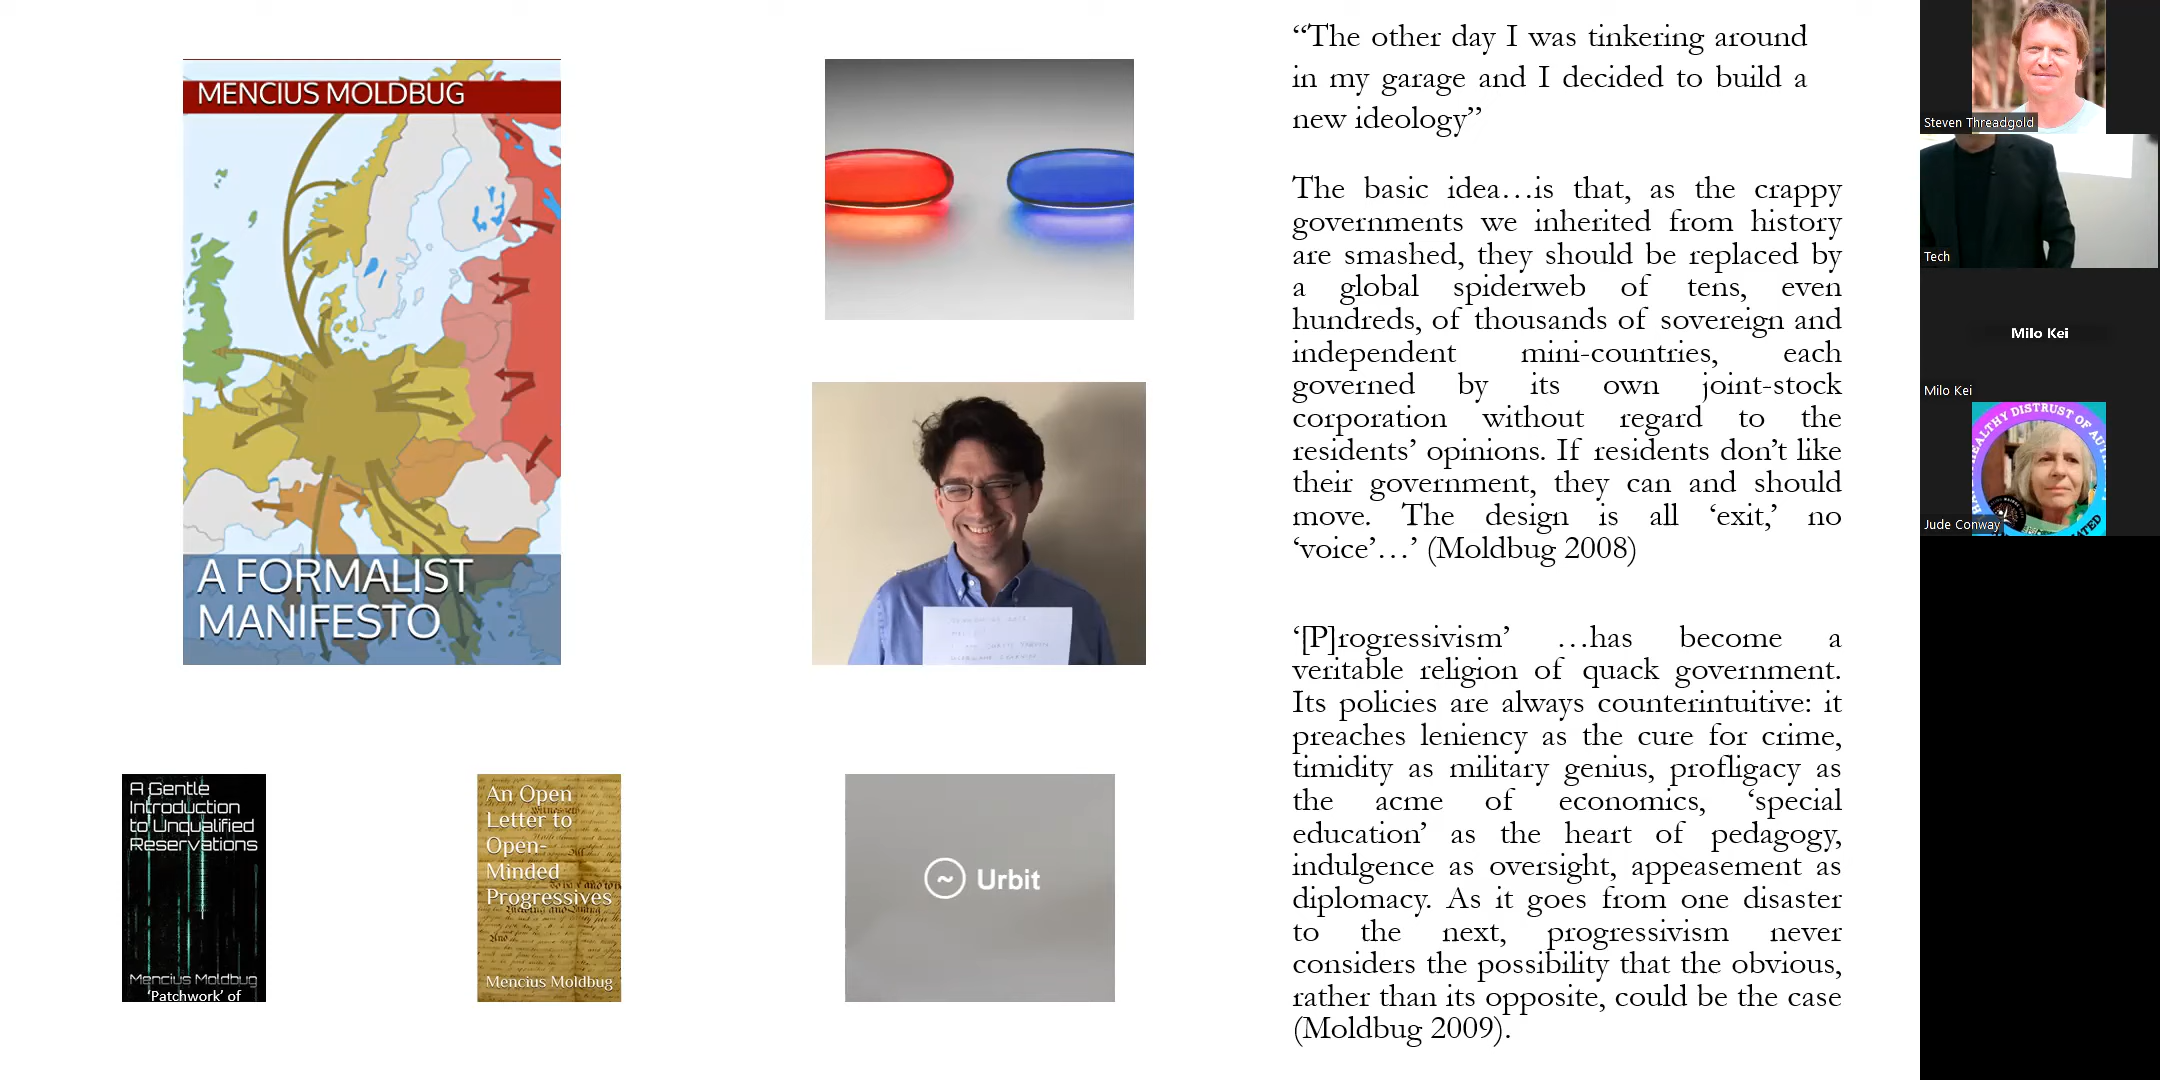 MENCIUS MOLDBUG
A FORMALIST
MANIFESTO
A Gentle
Introduction
to Unqualified
Reservations
Mencius Moldbug
‘Patchwork’ of
An Open
Letter to
Open-
Minded
Progressives
Mencius Moldbug
~ Urbit
“The other day I was tinkering around
in my garage and I decided to build a
new ideology”
The basic idea…is that, as the crappy
governments we inherited from history
are smashed, they should be replaced by
a global spiderweb of tens, even
hundreds, of thousands of sovereign and
independent mini-countries, each
governed by its own joint-stock
corporation without regard to the
residents’ opinions. If residents don’t like
their government, they can and should
move. The design is all ‘exit,’ no
‘voice’…’ (Moldbug 2008)
‘[P]rogressivism’ …has become a
veritable religion of quack government.
Its policies are always counterintuitive: it
preaches leniency as the cure for crime,
timidity as military genius, profligacy as
the acme of economics, ‘special
education’ as the heart of pedagogy,
indulgence as oversight, appeasement as
diplomacy. As it goes from one disaster
to the next, progressivism never
considers the possibility that the obvious,
rather than its opposite, could be the case
(Moldbug 2009).
Steven Threadgold
Tech
Milo Kei
Milo Kei
HEALTHY DISTRUST OF
Jude Conway